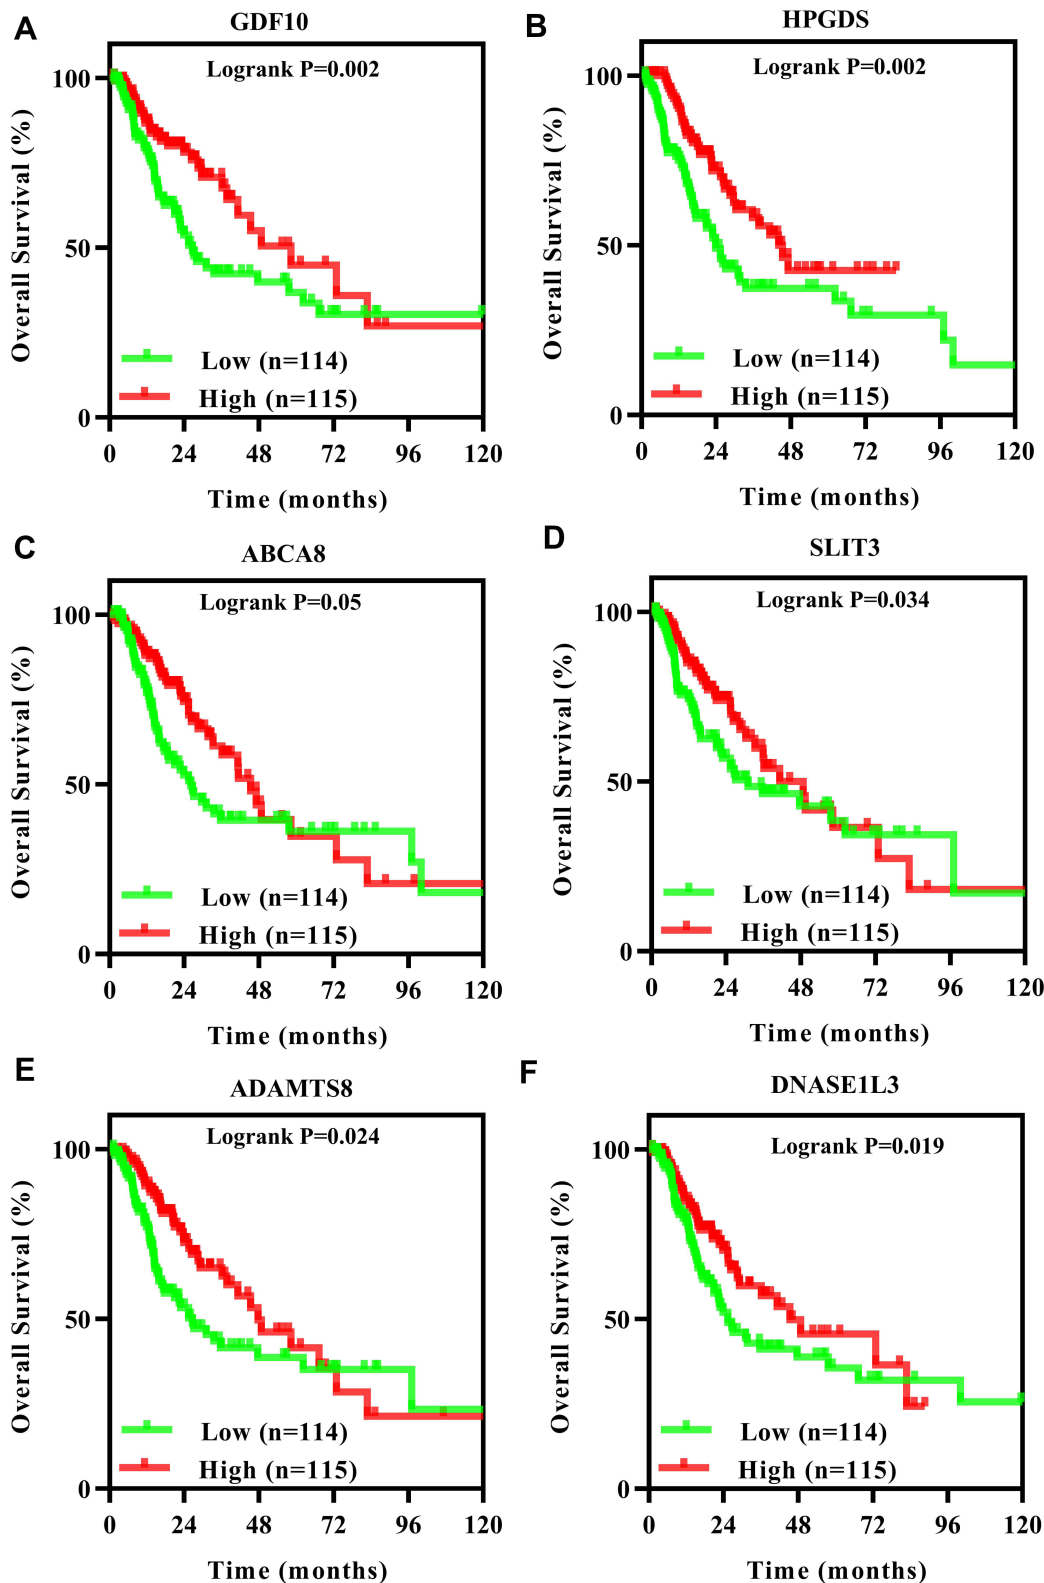 A
GDF10
Logrank P=0.002
Overall Survival (%)
100
50
0
Low (n=114)
High (n=115)
0 24 48 72 96 120
Time (months)
B
HPGDS
Logrank P=0.002
Overall Survival (%)
100
50
0
Low (n=114)
High (n=115)
0 24 48 72 96 120
Time (months)
C
ABCA8
Logrank P=0.05
Overall Survival (%)
100
50
0
Low (n=114)
High (n=115)
0 24 48 72 96 120
Time (months)
D
SLIT3
Logrank P=0.034
Overall Survival (%)
100
50
0
Low (n=114)
High (n=115)
0 24 48 72 96 120
Time (months)
E
ADAMTS8
Logrank P=0.024
Overall Survival (%)
100
50
0
Low (n=114)
High (n=115)
0 24 48 72 96 120
Time (months)
F
DNASE1L3
Logrank P=0.019
Overall Survival (%)
100
50
0
Low (n=114)
High (n=115)
0 24 48 72 96 120
Time (months)